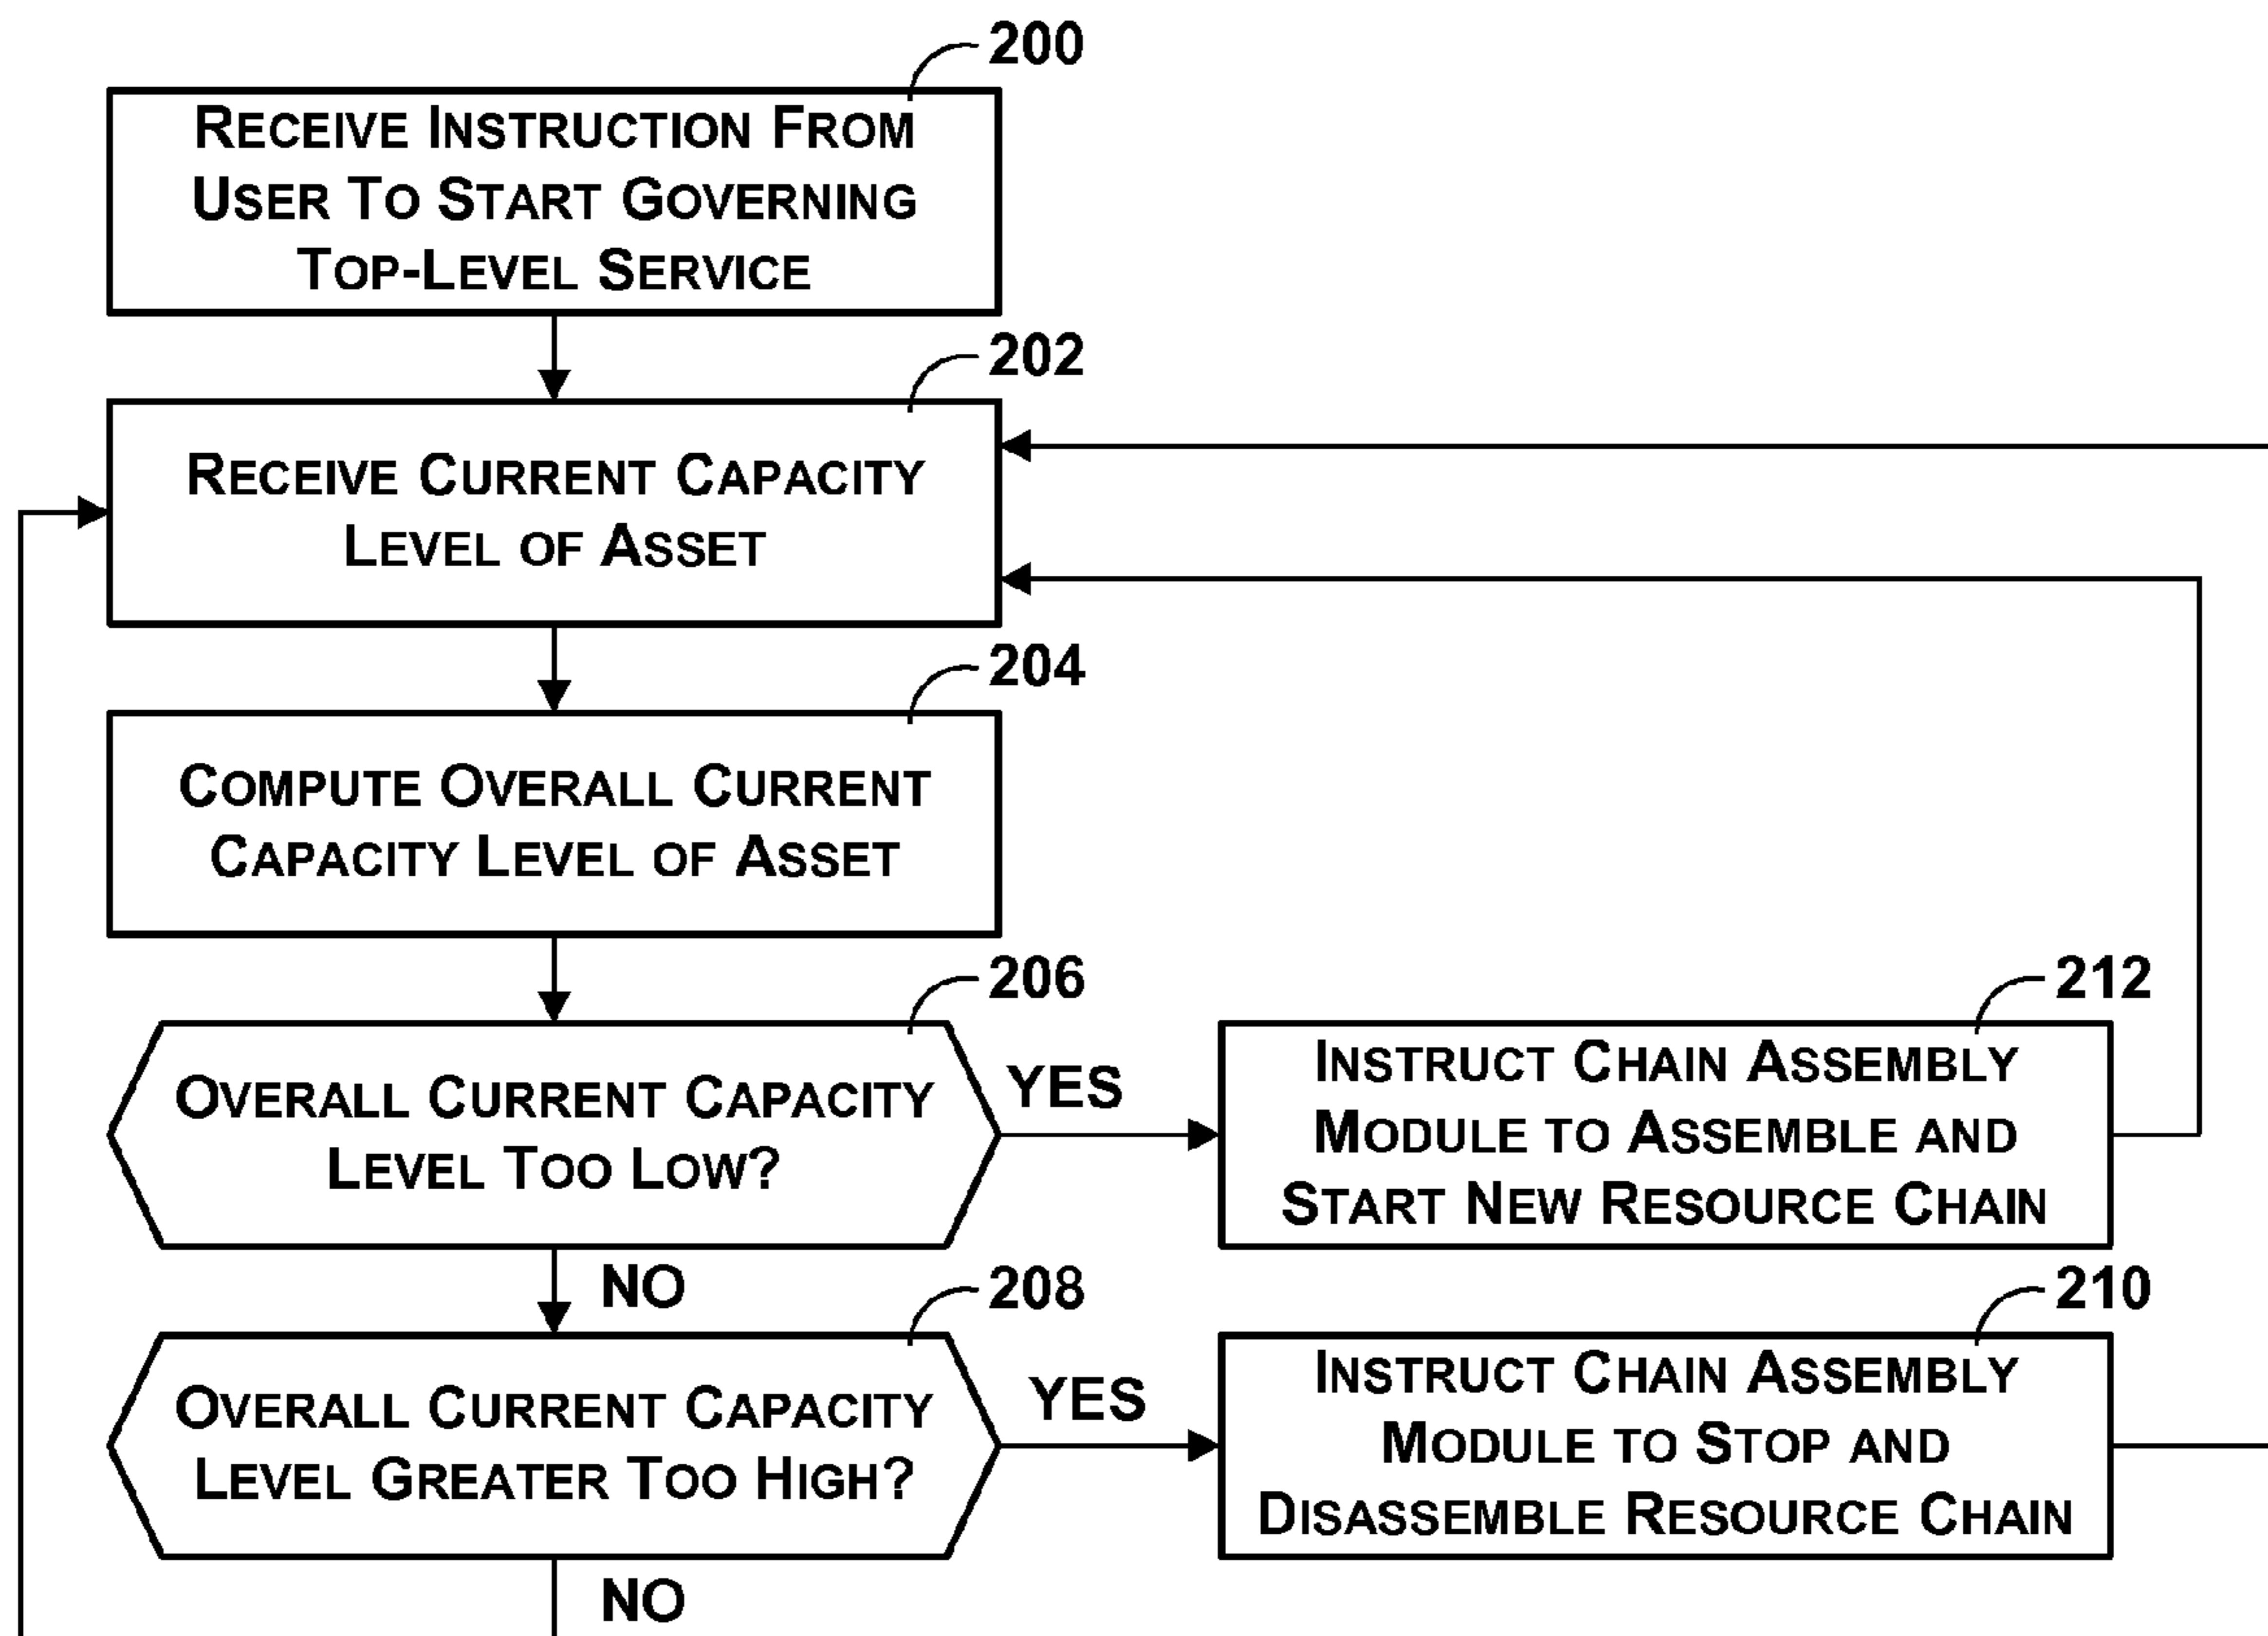 200
RECEIVE INSTRUCTION FROM
USER TO START GOVERNING
TOP-LEVEL SERVICE
202
RECEIVE CURRENT CAPACITY
LEVEL OF ASSET
204
COMPUTE OVERALL CURRENT
CAPACITY LEVEL OF ASSET
206
OVERALL CURRENT CAPACITY
LEVEL TOO LOW?
YES
212
INSTRUCT CHAIN ASSEMBLY
MODULE TO ASSEMBLE AND
START NEW RESOURCE CHAIN
NO
208
OVERALL CURRENT CAPACITY
LEVEL GREATER TOO HIGH?
YES
210
INSTRUCT CHAIN ASSEMBLY
MODULE TO STOP AND
DISASSEMBLE RESOURCE CHAIN
NO